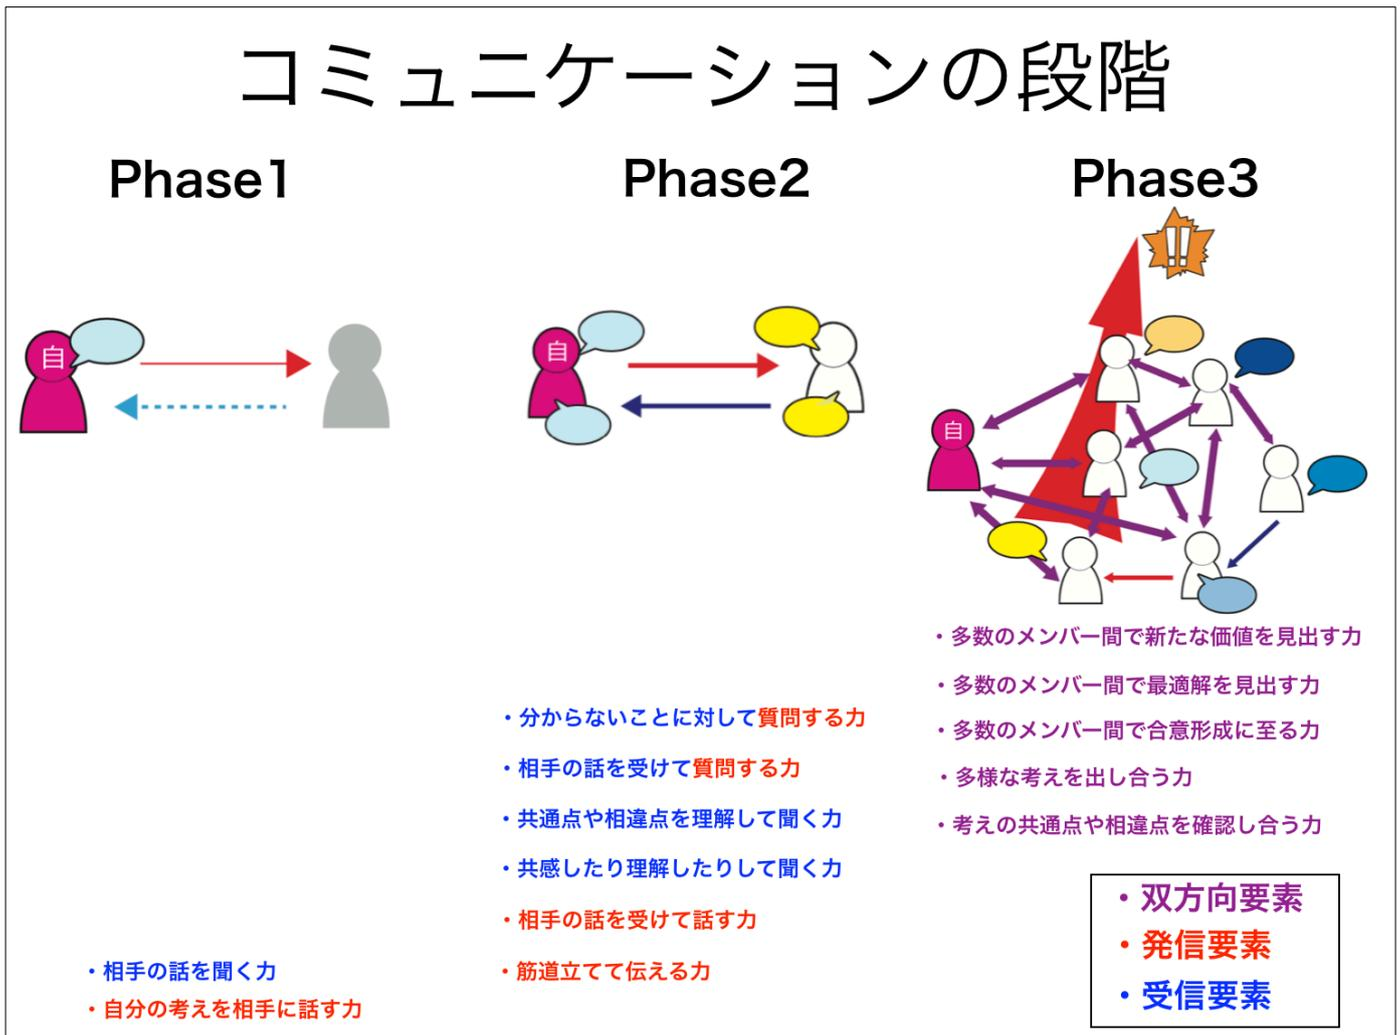 コミュニケーションの段階
Phase1
Phase2
Phase3
自
自
自
!!
・相手の話を聞く力
・自分の考えを相手に話す力
・分からないことに対して質問する力
・相手の話を受けて質問する力
・共通点や相違点を理解して聞く力
・共感したり理解したりして聞く力
・相手の話を受けて話す力
・筋道立てて伝える力
・多数のメンバー間で新たな価値を見出す力
・多数のメンバー間で最適解を見出す力
・多数のメンバー間で合意形成に至る力
・多様な考えを出し合う力
・考えの共通点や相違点を確認し合う力
・双方向要素
・発信要素
・受信要素